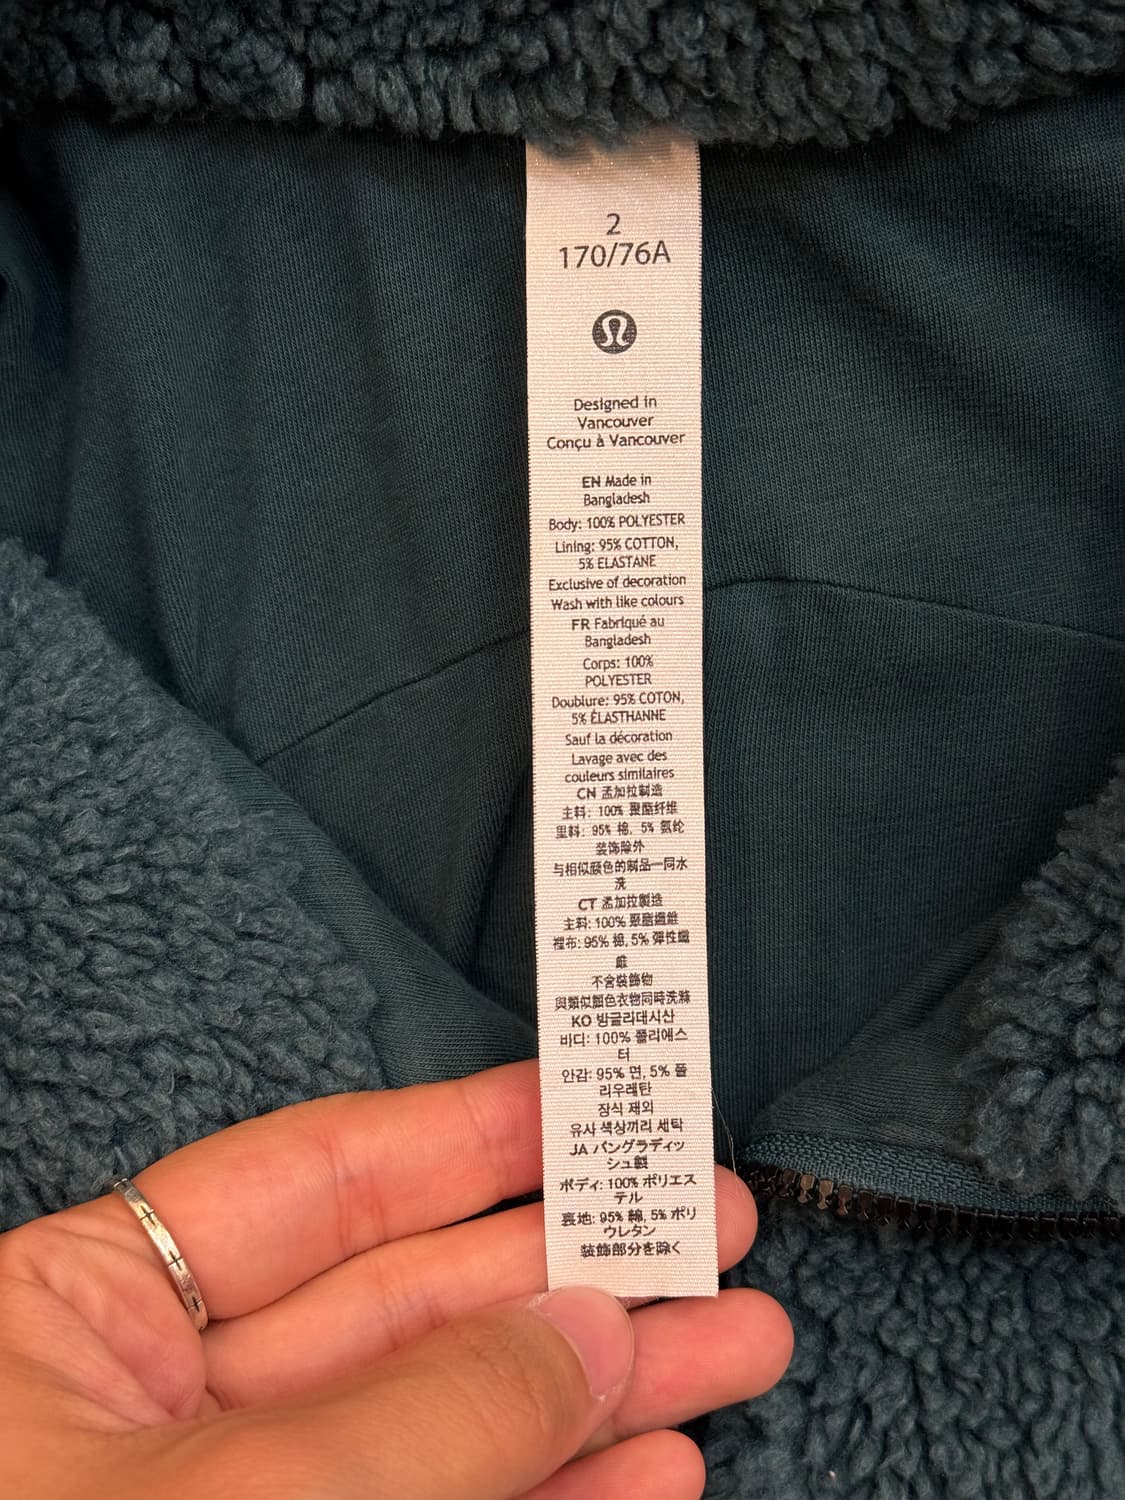 2
170/76A
Designed in
Vancouver
Conçu à Vancouver
EN Made in
Bangladesh
Body: 100% POLYESTER
Lining: 95% COTTON,
5% ELASTANE
Exclusive of decoration
Wash with like colours
FR Fabriqué au
Bangladesh
Corps: 100%
POLYESTER
Doublure: 95% COTON,
5% ÉLASTHANNE
Sauf la décoration
Lavage avec des
couleurs similaires
CN 孟加拉制造
主料: 100% 聚酯纤维
里料: 95% 棉, 5% 氨纶
装饰除外
与相似颜色的制品一同水
洗
CT 孟加拉製造
主料: 100% 聚酯纖維
裡布: 95% 棉, 5% 彈性纖
維
不含裝飾物
與類似顏色衣物同時洗滌
KO 방글라데시산
바디: 100% 폴리에스
터
안감: 95% 면, 5% 폴
리우레탄
장식 제외
유사 색상끼리 세탁
JA バングラディッ
シュ製
ボディ: 100% ポリエス
テル
裏地: 95% 綿, 5% ポリ
ウレタン
装飾部分を除く